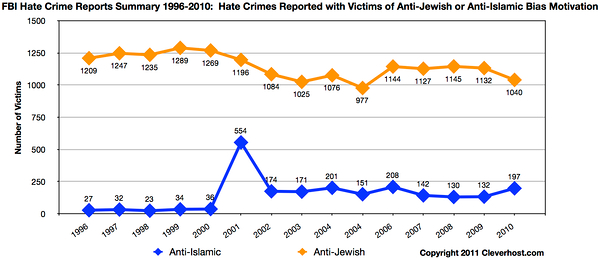 FBI Hate Crime Reports Summary 1996-2010:  Hate Crimes Reported with Victims of Anti-Jewish or Anti-Islamic Bias Motivation
Number of Victims
1500
1250
1000
750
500
250
0
1209 1247 1235 1289 1269 1196 1084 1025 1076 977 1144 1127 1145 1132 1040
27 32 23 34 36 554 174 171 201 151 208 142 130 132 197
1996 1997 1998 1999 2000 2001 2002 2003 2004 2004 2006 2007 2008 2009 2010
Anti-Islamic Anti-Jewish Copyright 2011 Cleverhost.com